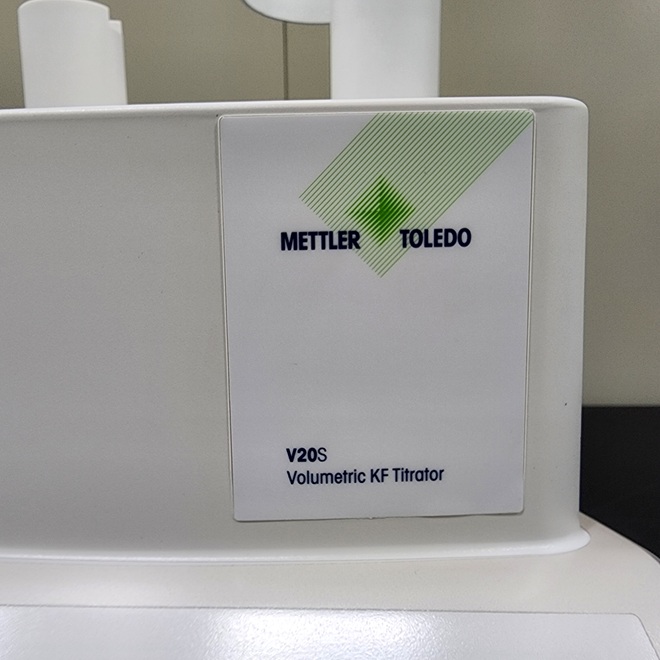 METTLER TOLEDO
V20S
Volumetric KF Titrator